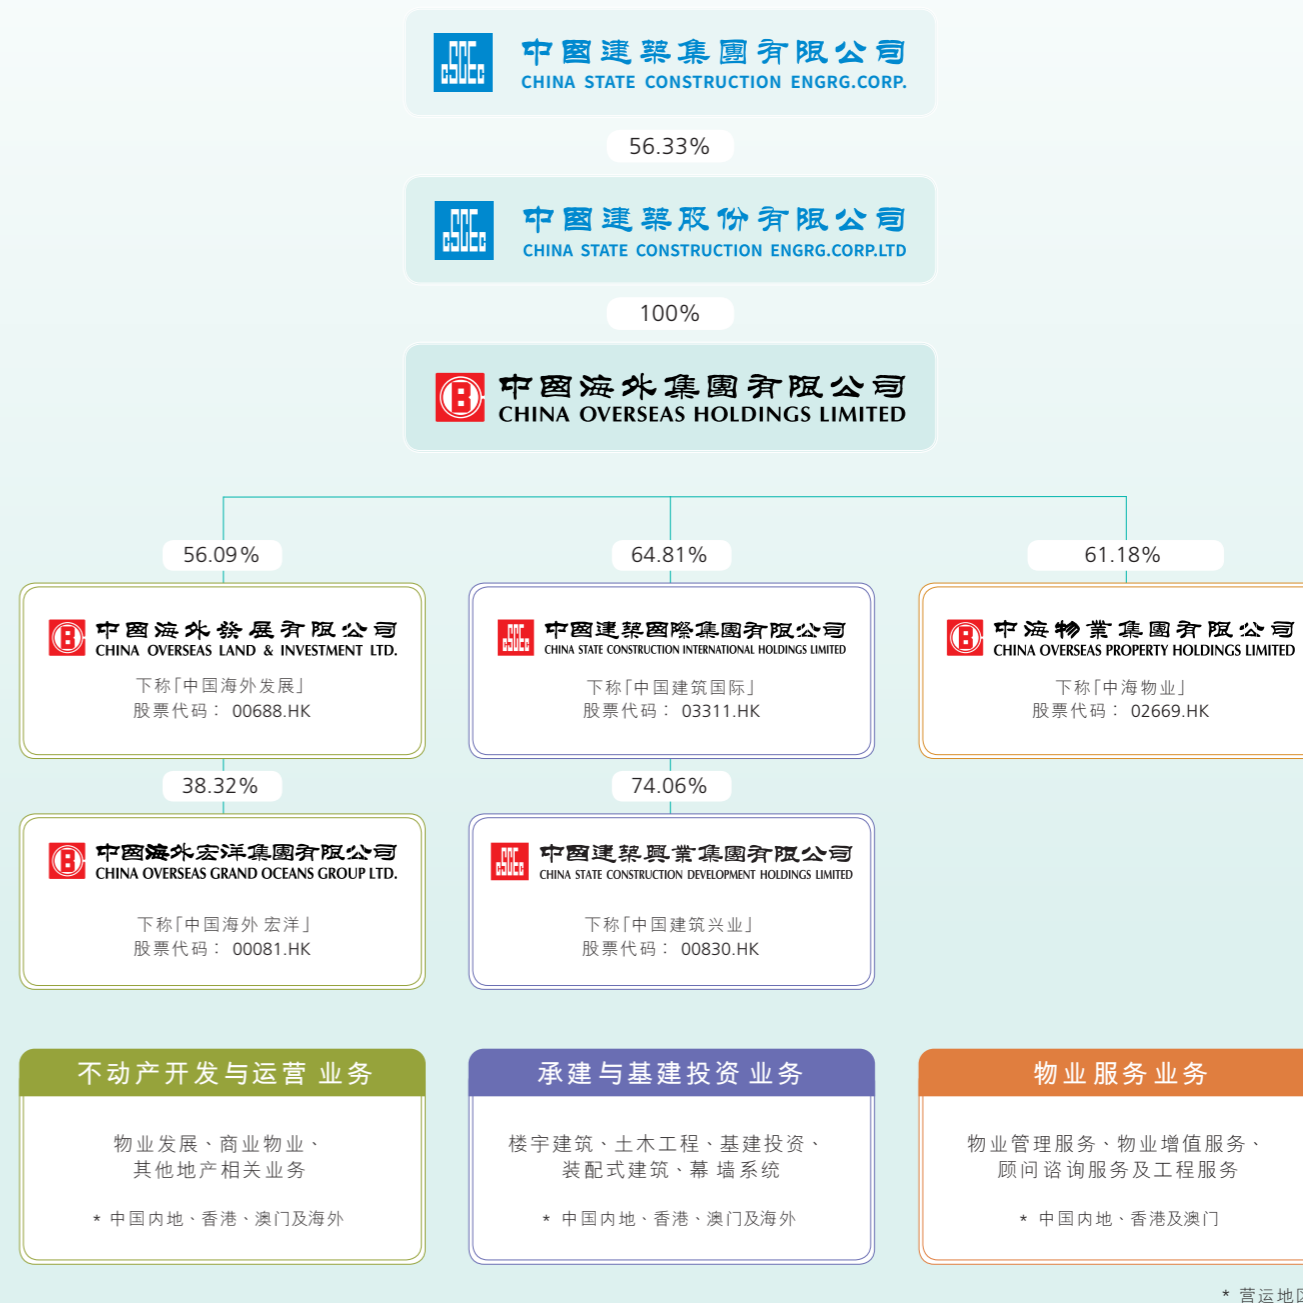 中國建築集團有限公司
CHINA STATE CONSTRUCTION ENGRG.CORP.
56.33%
中國建築股份有限公司
CHINA STATE CONSTRUCTION ENGRG.CORP.LTD
100%
中國海外集團有限公司
CHINA OVERSEAS HOLDINGS LIMITED
56.09%
64.81%
61.18%
中國海外發展有限公司
CHINA OVERSEAS LAND & INVESTMENT LTD.
下称「中国海外发展」
股票代码： 00688.HK
中國建築國際集團有限公司
CHINA STATE CONSTRUCTION INTERNATIONAL HOLDINGS LIMITED
下称「中国建筑国际」
股票代码： 03311.HK
中海物業集團有限公司
CHINA OVERSEAS PROPERTY HOLDINGS LIMITED
下称「中海物业」
股票代码： 02669.HK
38.32%
74.06%
中國海外宏洋集團有限公司
CHINA OVERSEAS GRAND OCEANS GROUP LTD.
下称「中国海外 宏洋」
股票代码： 00081.HK
中國建築興業集團有限公司
CHINA STATE CONSTRUCTION DEVELOPMENT HOLDINGS LIMITED
下称「中国建筑兴业」
股票代码： 00830.HK
不动产开发与运营 业务
物业发展、商业物业、
其他地产相关业务
* 中国内地、香港、澳门及海外
承建与基建投资 业务
楼宇建筑、土木工程、基建投资、
装配式建筑、幕 墙系统
* 中国内地、香港、澳门及海外
物业服务业务
物业管理服务、物业增值服务、
顾问咨询服务及工程服务
* 中国内地、香港及澳门
* 营运地区